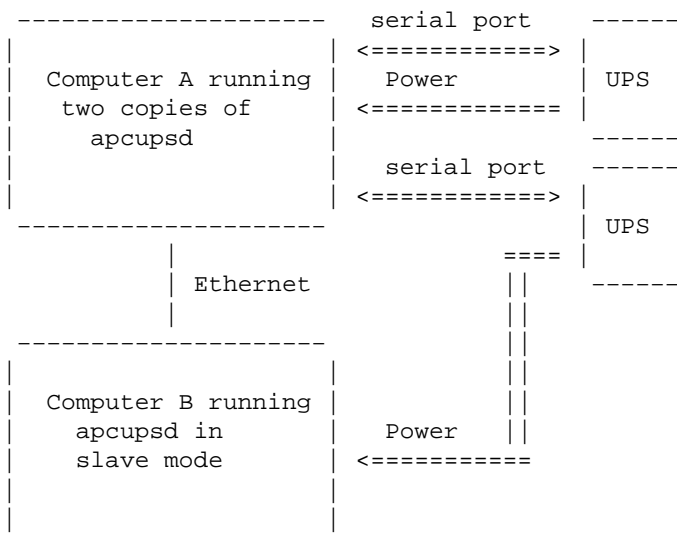 serial port
Computer A running Power UPS
two copies of
apcupsd
serial port
UPS
Ethernet
Computer B running
apcupsd in Power
slave mode